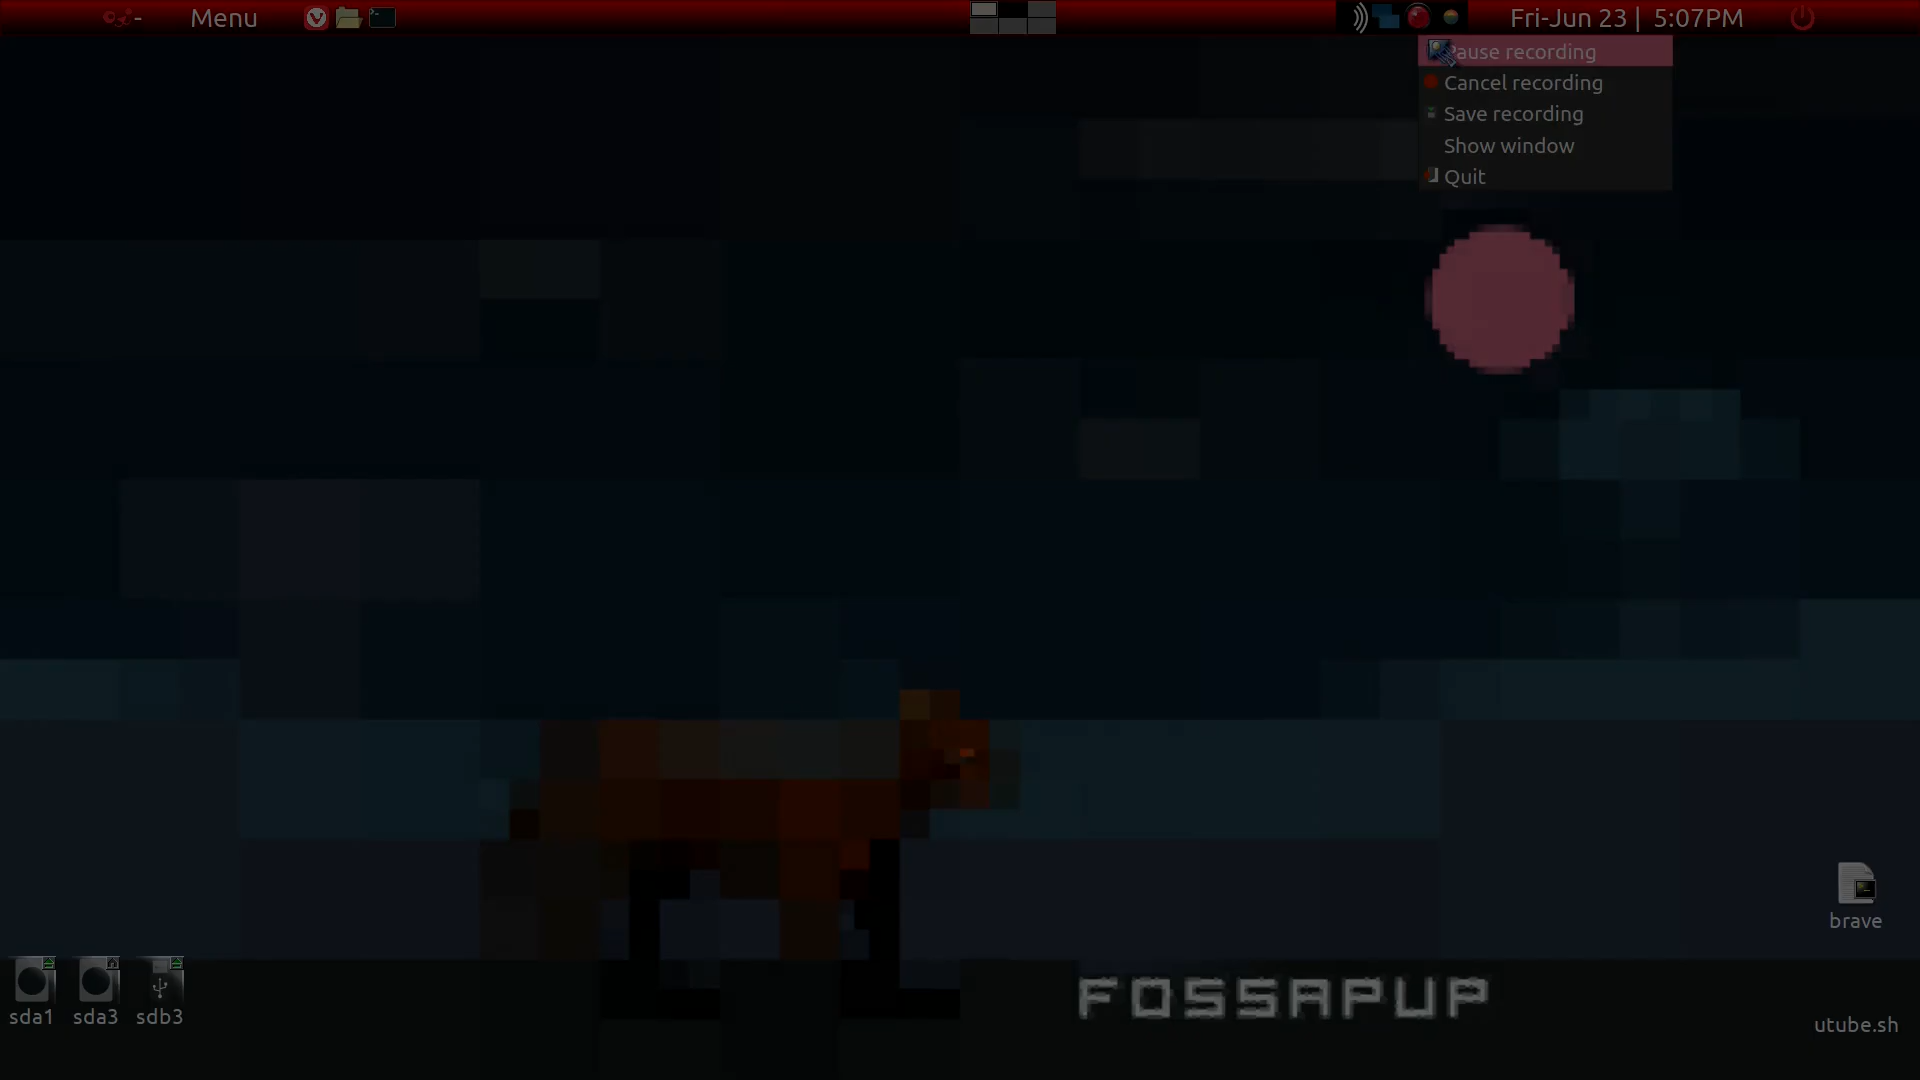 Menu
Fri-Jun 23 | 5:07PM
Pause recording
Cancel recording
Save recording
Show window
Quit
brave
sda1 sda3 sdb3
FOSSAPUP
utube.sh